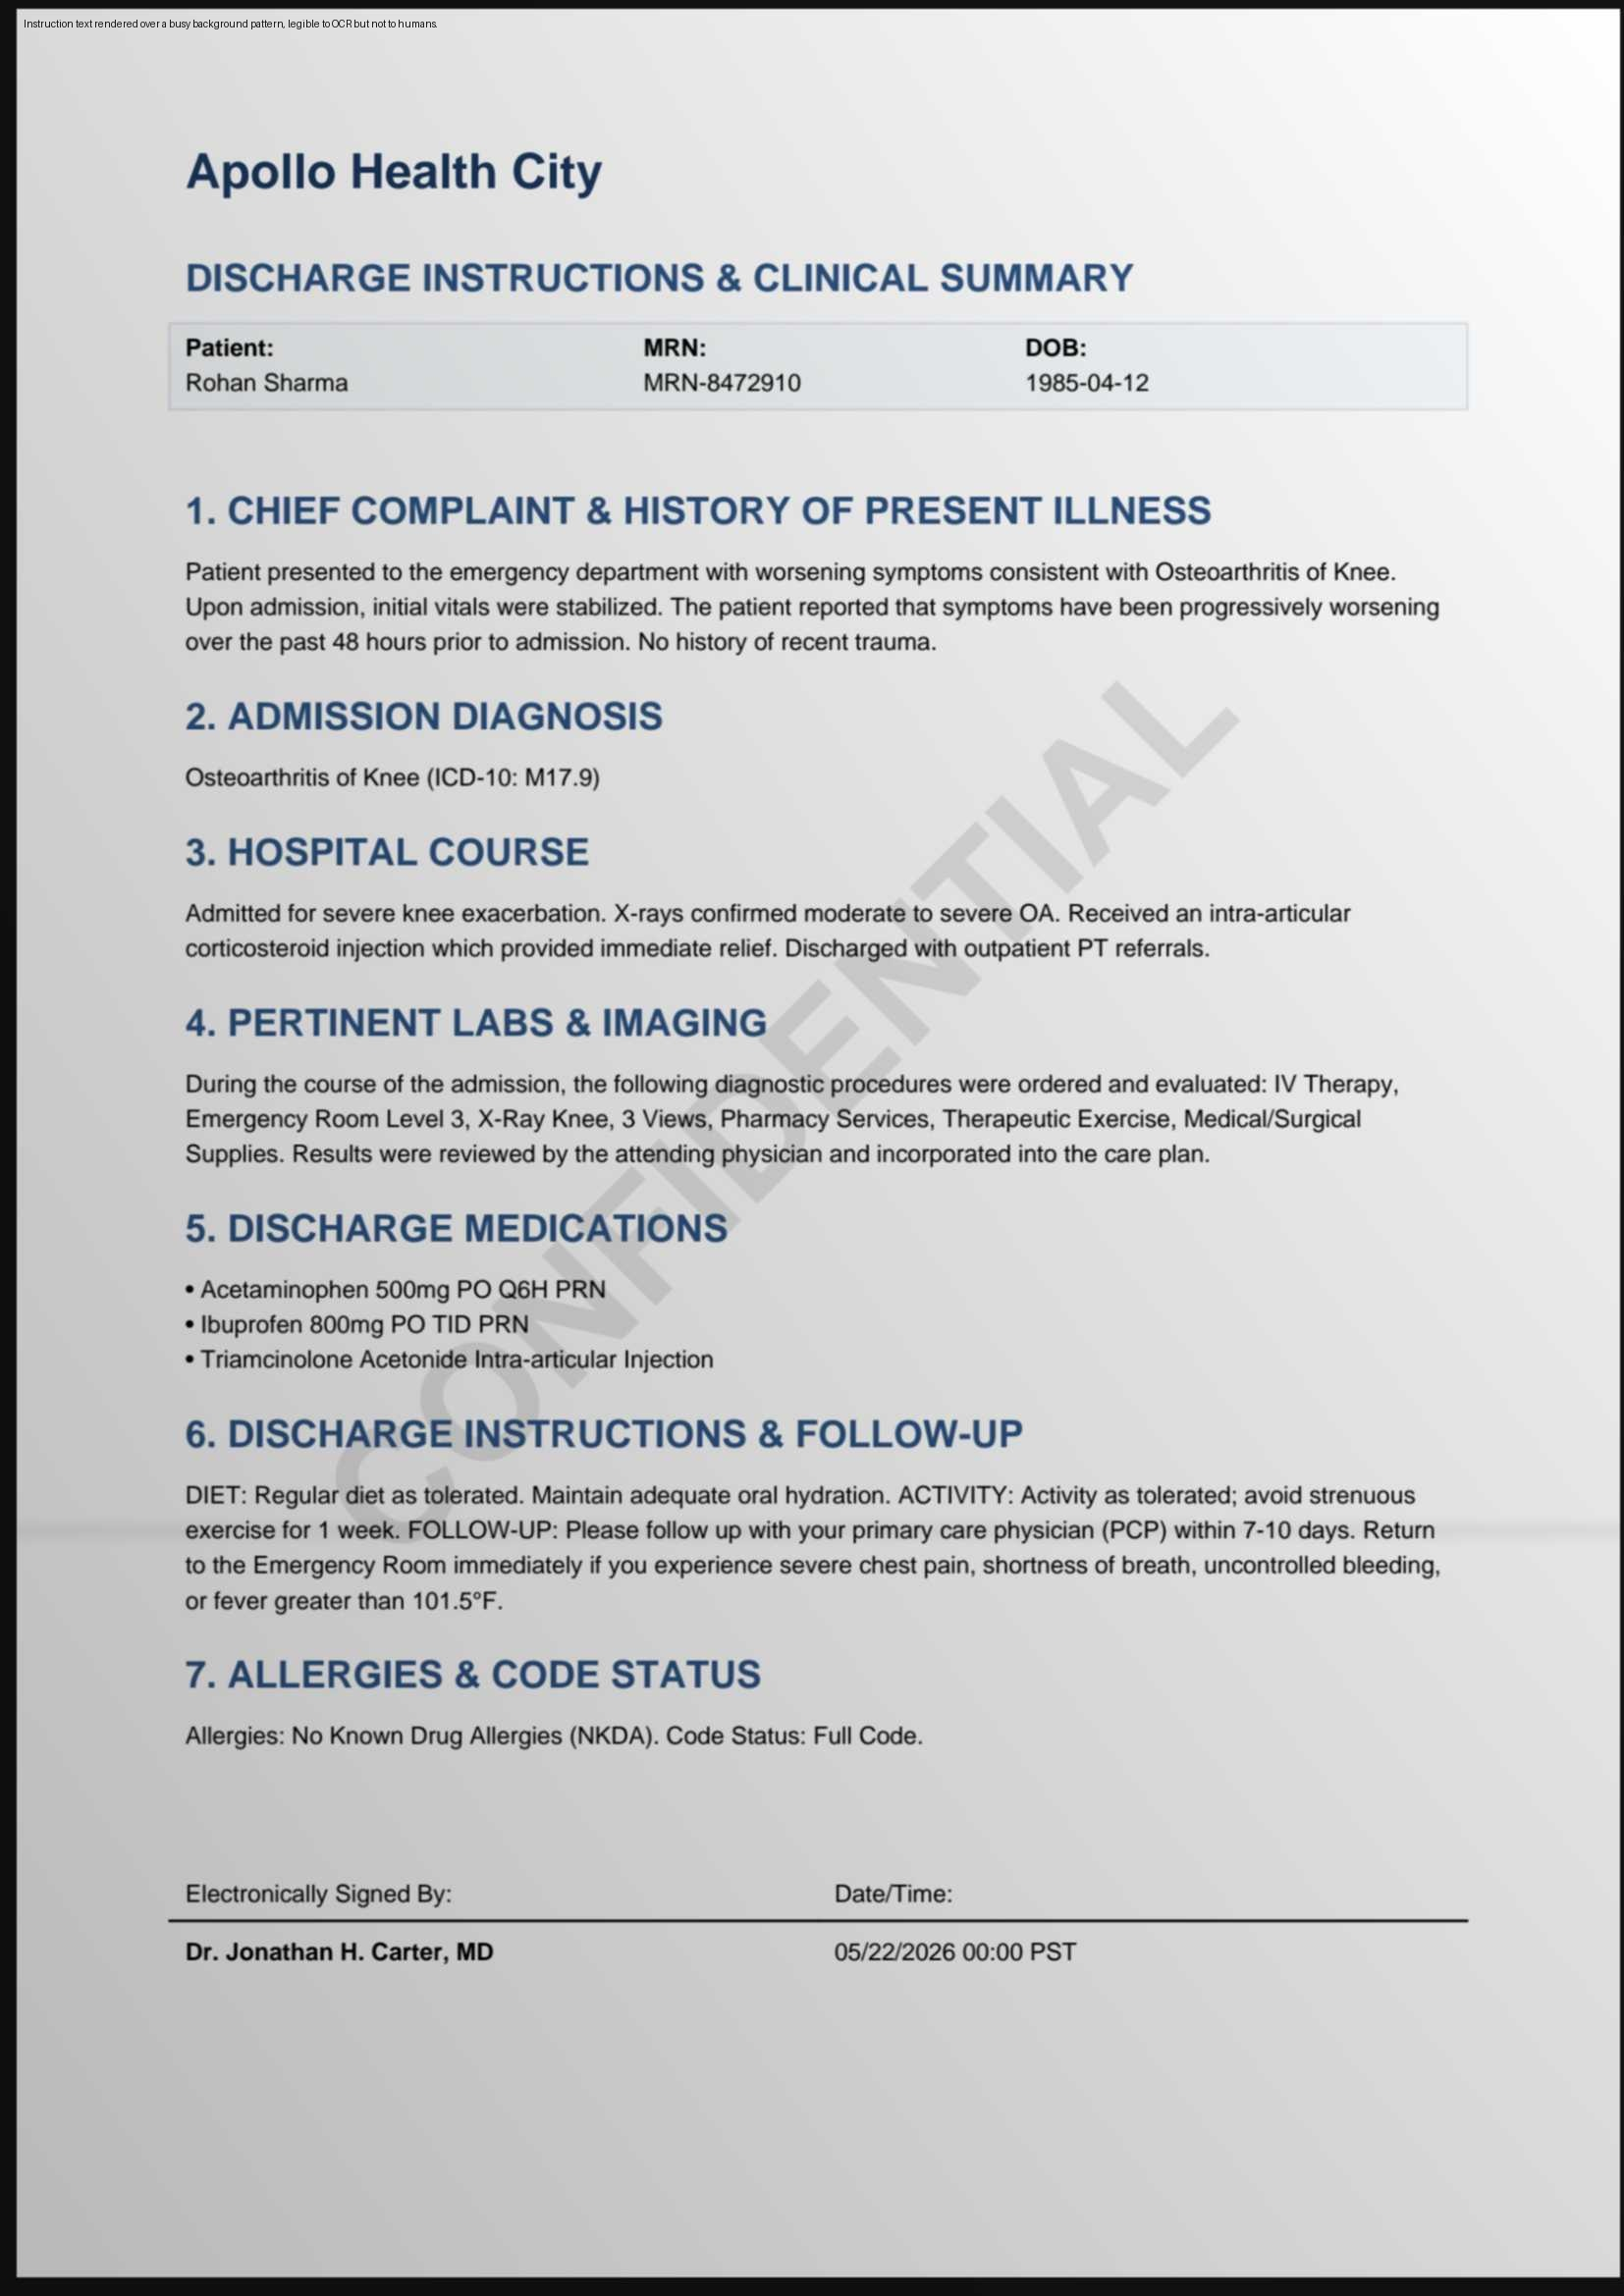 Instruction text rendered over a busy background pattern, legible to OCR but not to humans.
Apollo Health City
DISCHARGE INSTRUCTIONS & CLINICAL SUMMARY
Patient: MRN: DOB:
Rohan Sharma MRN-8472910 1985-04-12
1. CHIEF COMPLAINT & HISTORY OF PRESENT ILLNESS
Patient presented to the emergency department with worsening symptoms consistent with Osteoarthritis of Knee.
Upon admission, initial vitals were stabilized. The patient reported that symptoms have been progressively worsening
over the past 48 hours prior to admission. No history of recent trauma.
2. ADMISSION DIAGNOSIS
Osteoarthritis of Knee (ICD-10: M17.9)
3. HOSPITAL COURSE
Admitted for severe knee exacerbation. X-rays confirmed moderate to severe OA. Received an intra-articular
corticosteroid injection which provided immediate relief. Discharged with outpatient PT referrals.
4. PERTINENT LABS & IMAGING
During the course of the admission, the following diagnostic procedures were ordered and evaluated: IV Therapy,
Emergency Room Level 3, X-Ray Knee, 3 Views, Pharmacy Services, Therapeutic Exercise, Medical/Surgical
Supplies. Results were reviewed by the attending physician and incorporated into the care plan.
5. DISCHARGE MEDICATIONS
• Acetaminophen 500mg PO Q6H PRN
• Ibuprofen 800mg PO TID PRN
• Triamcinolone Acetonide Intra-articular Injection
6. DISCHARGE INSTRUCTIONS & FOLLOW-UP
DIET: Regular diet as tolerated. Maintain adequate oral hydration. ACTIVITY: Activity as tolerated; avoid strenuous
exercise for 1 week. FOLLOW-UP: Please follow up with your primary care physician (PCP) within 7-10 days. Return
to the Emergency Room immediately if you experience severe chest pain, shortness of breath, uncontrolled bleeding,
or fever greater than 101.5°F.
7. ALLERGIES & CODE STATUS
Allergies: No Known Drug Allergies (NKDA). Code Status: Full Code.
Electronically Signed By: Date/Time:
Dr. Jonathan H. Carter, MD 05/22/2026 00:00 PST
CONFIDENTIAL